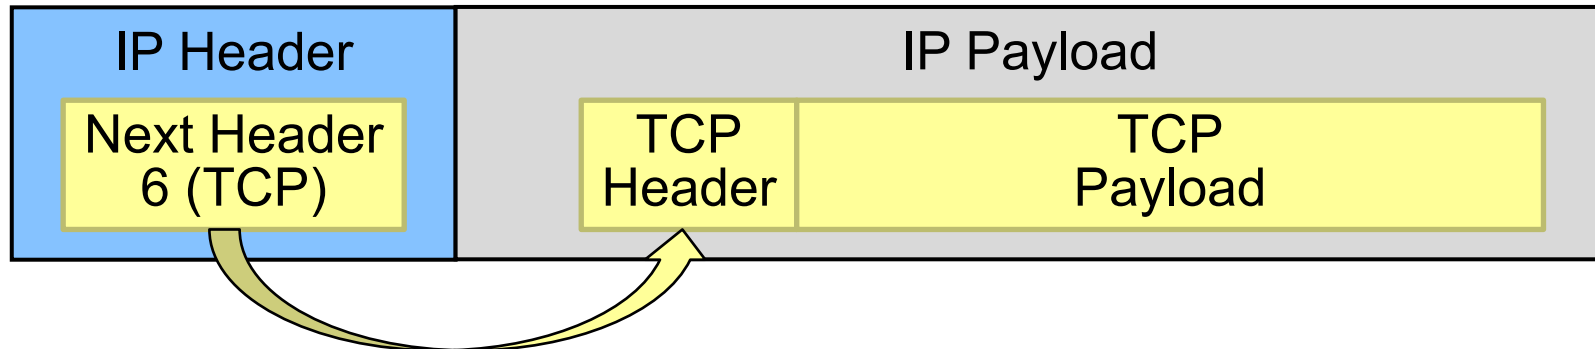 IP Header
IP Payload
Next Header
6 (TCP)
TCP
Header
TCP
Payload